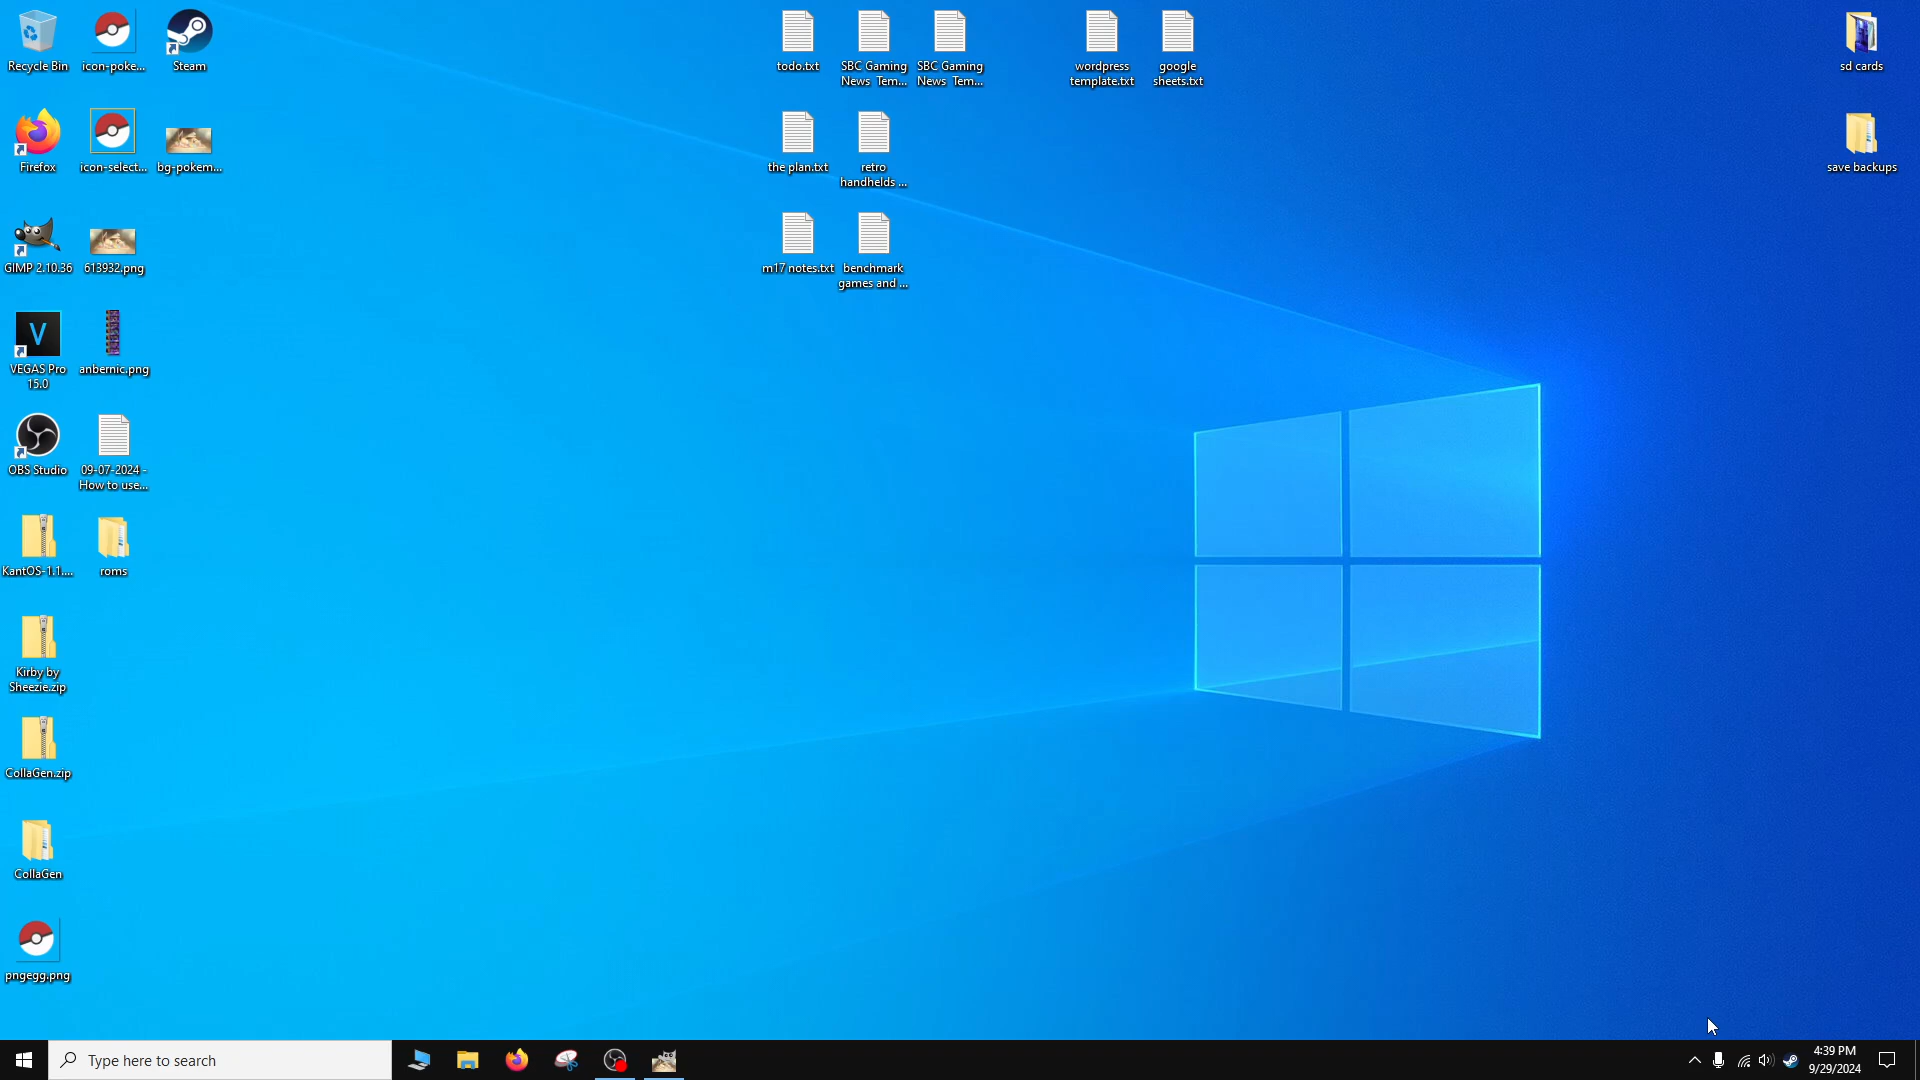 Recycle Bin
icon-poke...
Steam
todo.txt
SBC Gaming
News_Tem...
SBC Gaming
News_Tem...
wordpress
template.txt
google
sheets.txt
sd cards
Firefox
icon-select...
bg-pokem...
the plan.txt
retro
handhelds ...
save backups
GIMP 2.10.36
613932.png
m17 notes.txt
benchmark
games and ...
V
VEGAS Pro
15.0
anbernic.png
OBS Studio
09-07-2024 -
How to use...
KantOS-1.1....
roms
Kirby by
Sheezie.zip
CollaGen.zip
CollaGen
pngegg.png
Type here to search
4:39 PM
9/29/2024